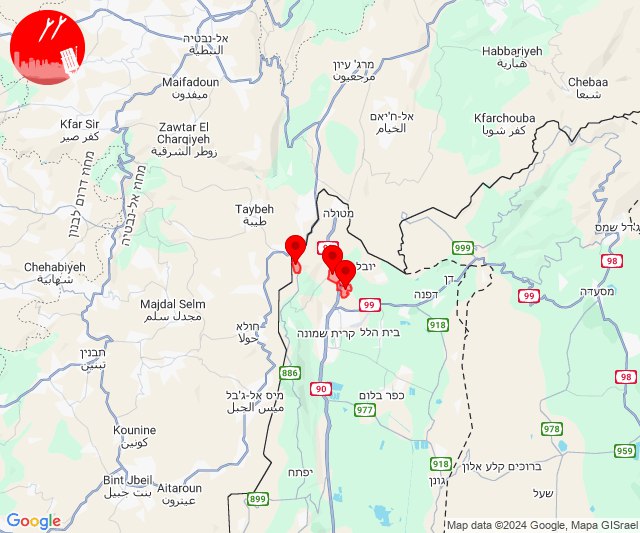 אל-נבטיה
النبطية
Habbariyeh
هبارية
מרג' עיון
مرجعيون
Chebaa
شبعا
Maifadoun
ميفدون
אל-ח'יאם
الخيام
Kfarchouba
كفر شوبا
Kfar Sir
كفر صير
Zawtar El
Charqiyeh
زوطر الشرقية
מחוז דרום לבנון
מחוז אל-נבטיה
Taybeh
طيبة
מטולה
999
98
Chehabiyeh
شهابية
יובל
דן
99
מסעדה
99
דפנה
Majdal Selm
مجدل سلم
חולא
حولا
קרית שמונה
בית הלל
918
תבנין
تبنين
886
90
98
מיס אל-ג'בל
ميس الجبل
כפר בלום
977
Kounine
كونين
978
959
918
ברוכים קלע אלון
יפתח
גונן
Bint Jbeil
بنت جبيل
Aitaroun
عيترون
899
שעל
Google
Map data ©2024 Google, Mapa GISrael